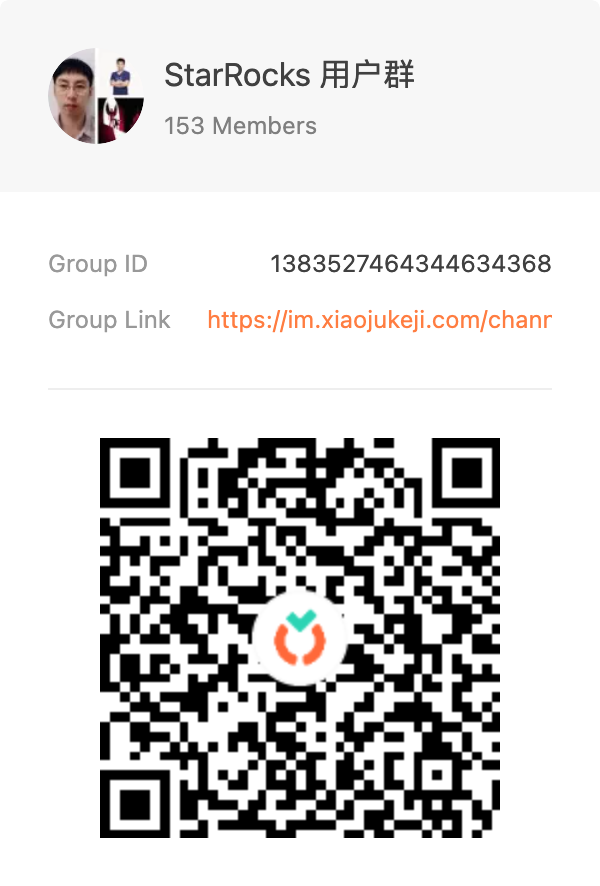 StarRocks 用户群
153 Members
Group ID 1383527464344634368
Group Link https://im.xiaojukeji.com/chanr